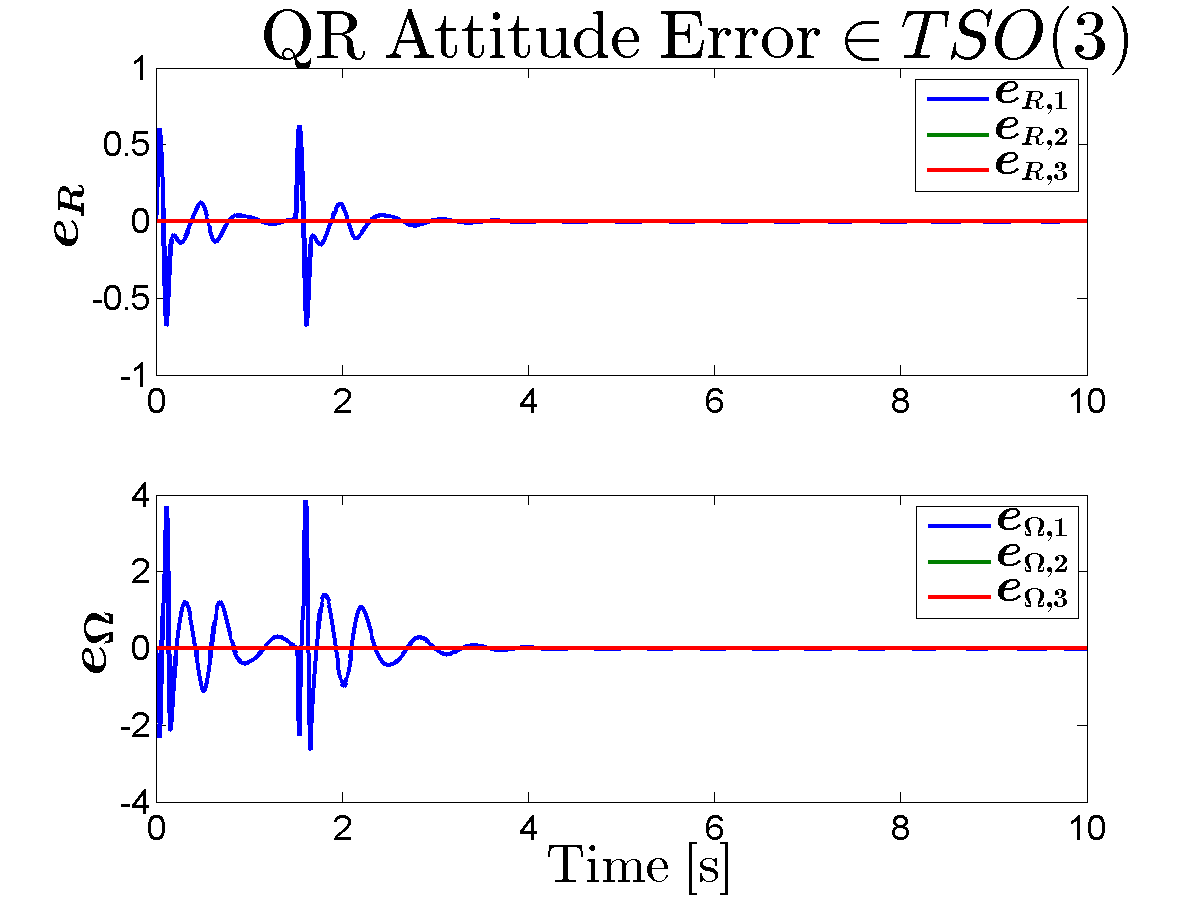 QR Attitude Error ∈ TSO(3)
1
0.5
0
-0.5
-1
e_R
e_{R,1}
e_{R,2}
e_{R,3}
0 2 4 6 8 10
4
2
0
-2
-4
e_Ω
e_{Ω,1}
e_{Ω,2}
e_{Ω,3}
0 2 4 6 8 10
Time [s]